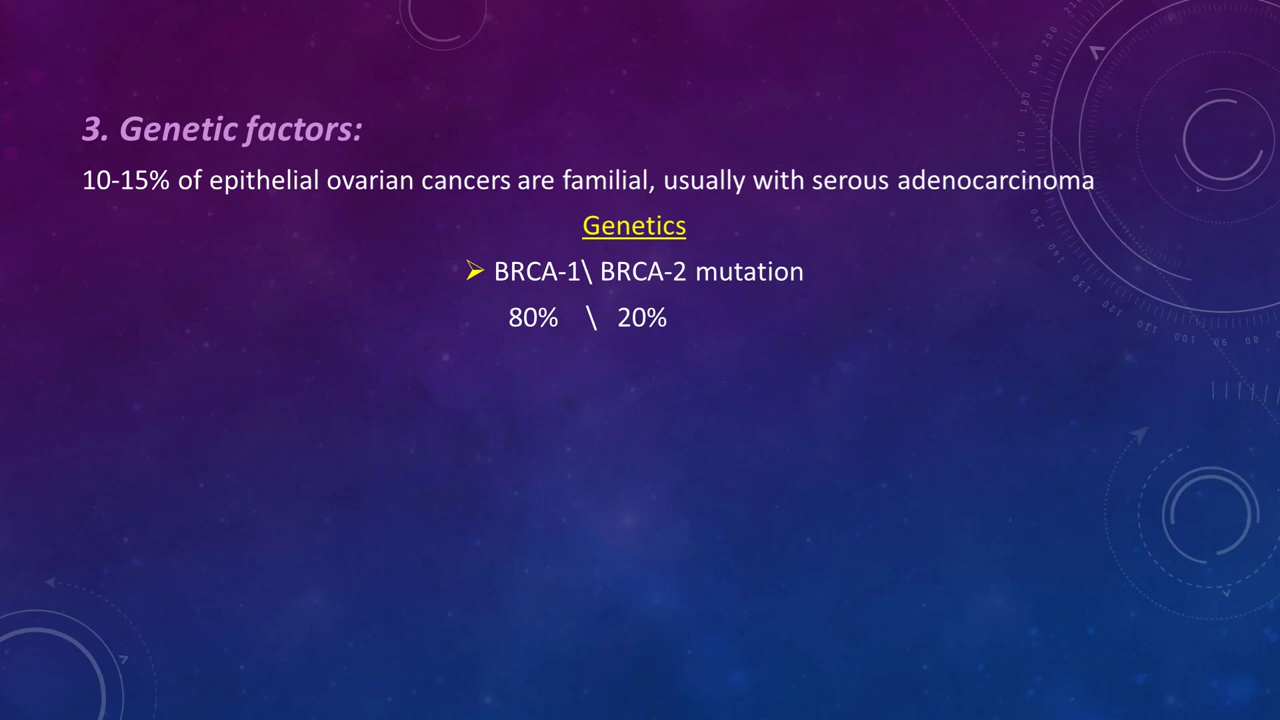 3. Genetic factors:
10-15% of epithelial ovarian cancers are familial, usually with serous adenocarcinoma
Genetics
➢ BRCA-1\ BRCA-2 mutation
80% \ 20%